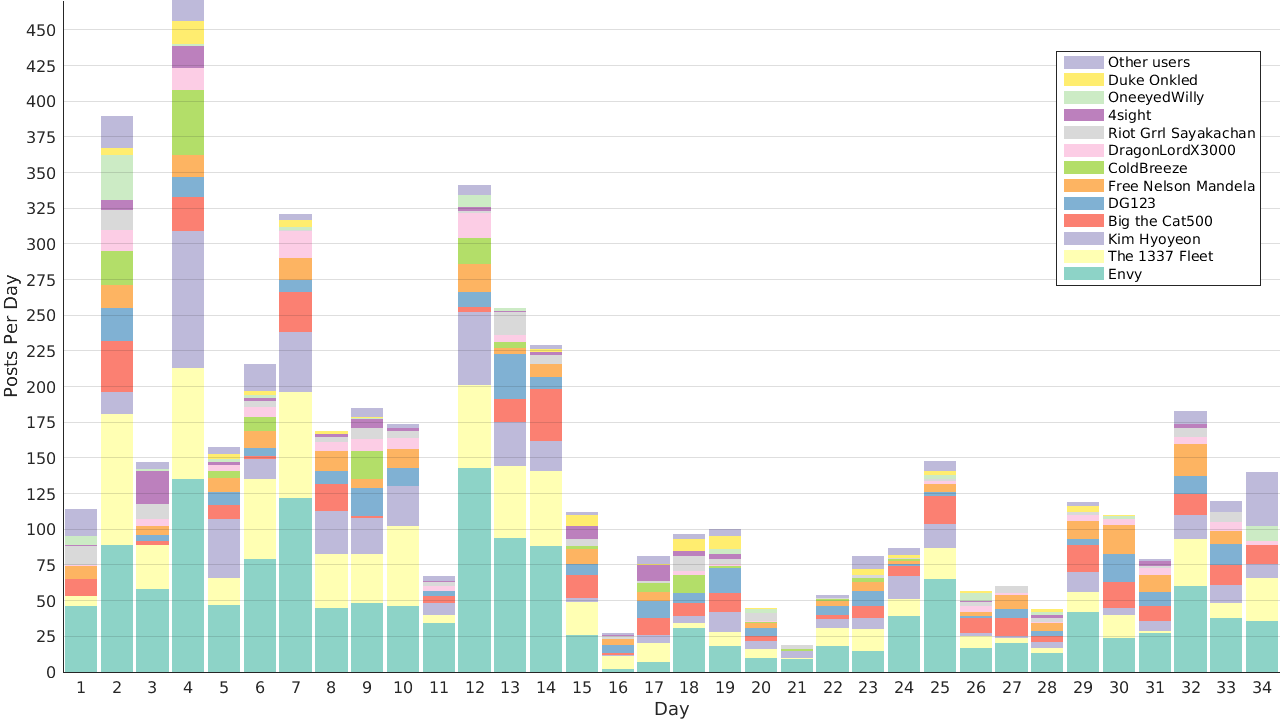 450
425
400
375
350
325
300
275
250
225
200
175
150
125
100
75
50
25
0
Posts Per Day
Other users
Duke Onkled
OneeyedWilly
4sight
Riot Grrl Sayakachan
DragonLordX3000
ColdBreeze
Free Nelson Mandela
DG123
Big the Cat500
Kim Hyoyeon
The 1337 Fleet
Envy
1 2 3 4 5 6 7 8 9 10 11 12 13 14 15 16 17 18 19 20 21 22 23 24 25 26 27 28 29 30 31 32 33 34
Day